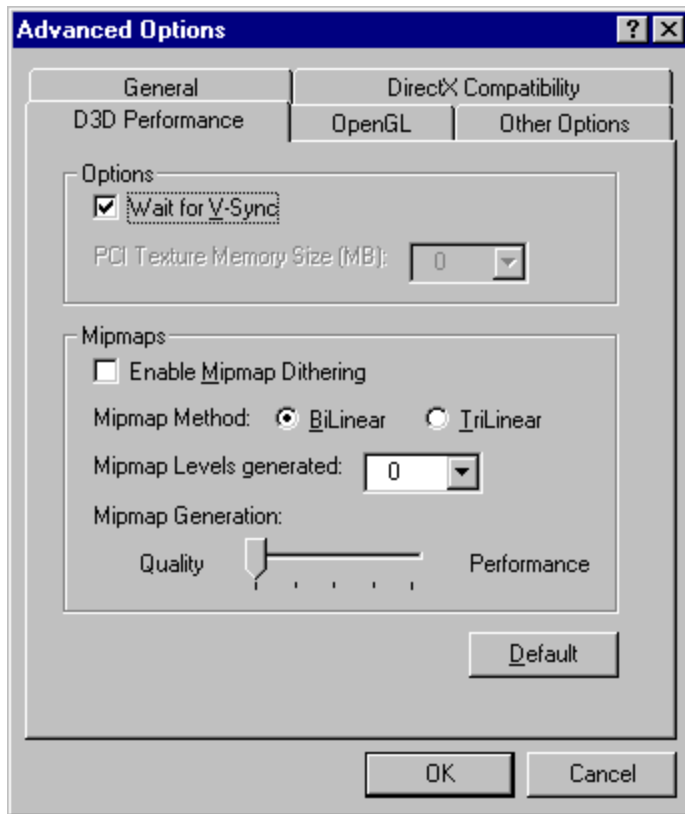 Advanced Options
General DirectX Compatibility
D3D Performance OpenGL Other Options
Options
Wait for V-Sync
PCI Texture Memory Size (MB): 0
Mipmaps
Enable Mipmap Dithering
Mipmap Method: BiLinear TriLinear
Mipmap Levels generated: 0
Mipmap Generation:
Quality Performance
Default
OK Cancel